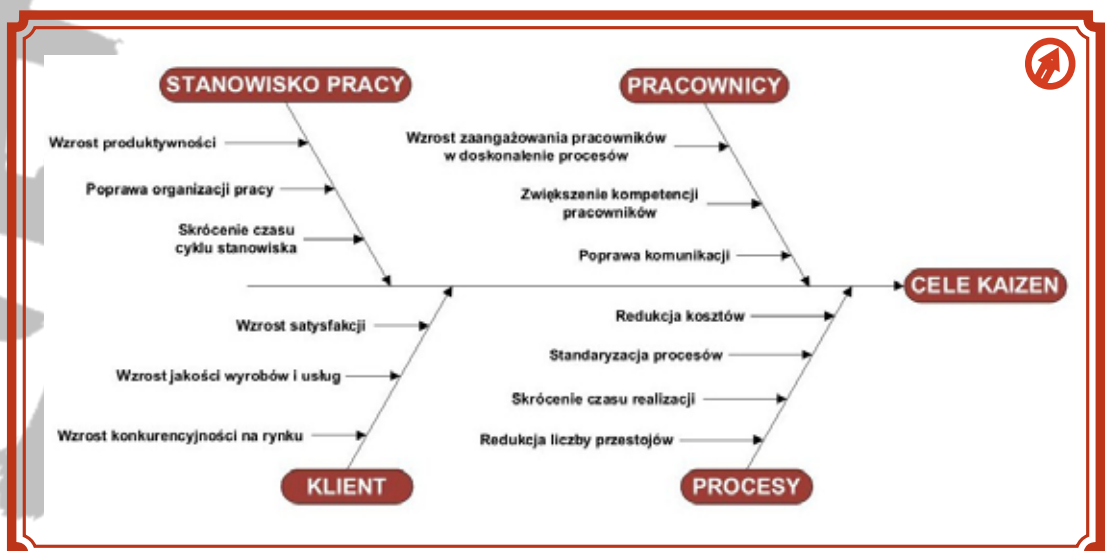 STANOWISKO PRACY
Wzrost produktywności
Poprawa organizacji pracy
Skrócenie czasu
cyklu stanowiska
PRACOWNICY
Wzrost zaangażowania pracowników
w doskonalenie procesów
Zwiększenie kompetencji
pracowników
Poprawa komunikacji
CELE KAIZEN
Wzrost satysfakcji
Wzrost jakości wyrobów i usług
Wzrost konkurencyjności na rynku
KLIENT
Redukcja kosztów
Standaryzacja procesów
Skrócenie czasu realizacji
Redukcja liczby przestojów
PROCESY